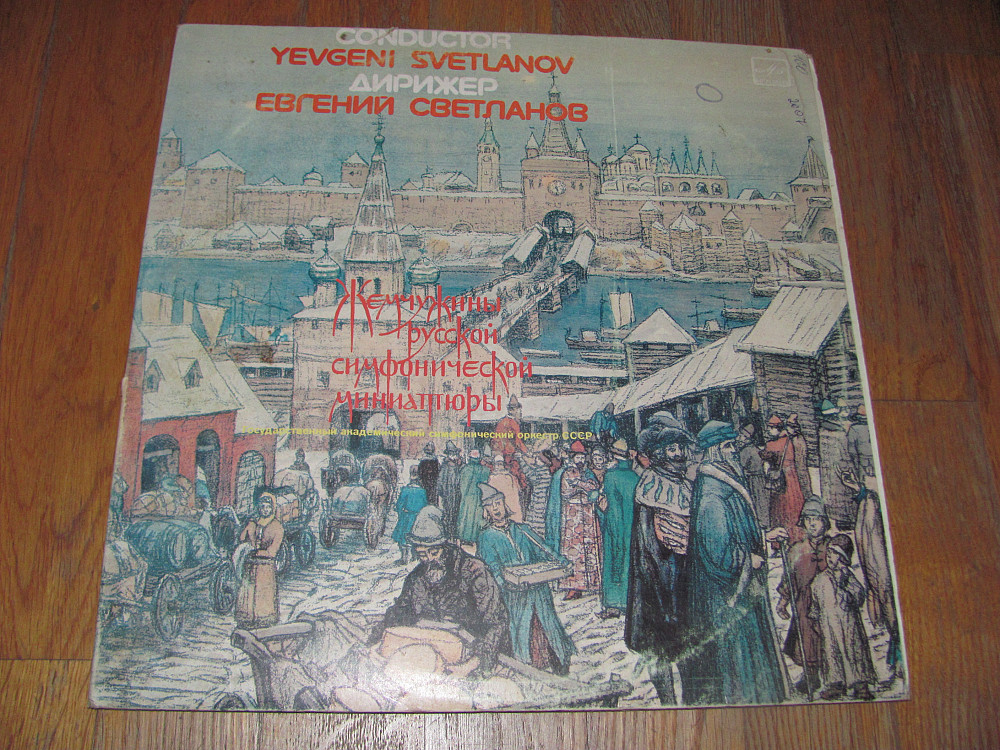 CONDUCTOR
YEVGENI SVETLANOV
ДИРИЖЕР
ЕВГЕНИЙ СВЕТЛАНОВ
Жемчужины
русской
симфонической
миниатюры
Государственный академический симфонический оркестр СССР